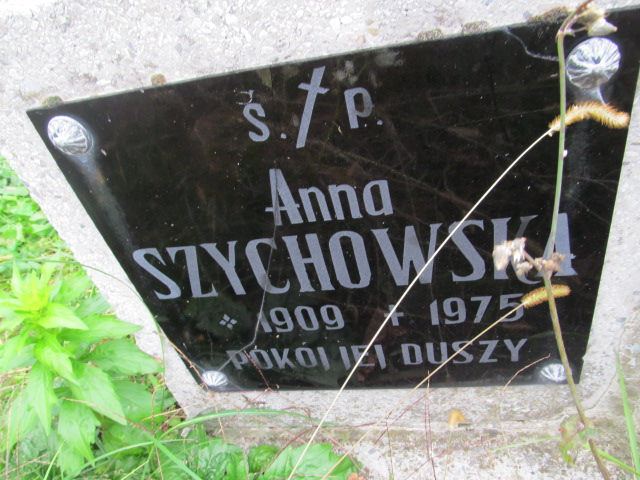 ś. † p.
Anna
SZYCHOWSKA
* 1909 + 1975
POKÓJ JEJ DUSZY